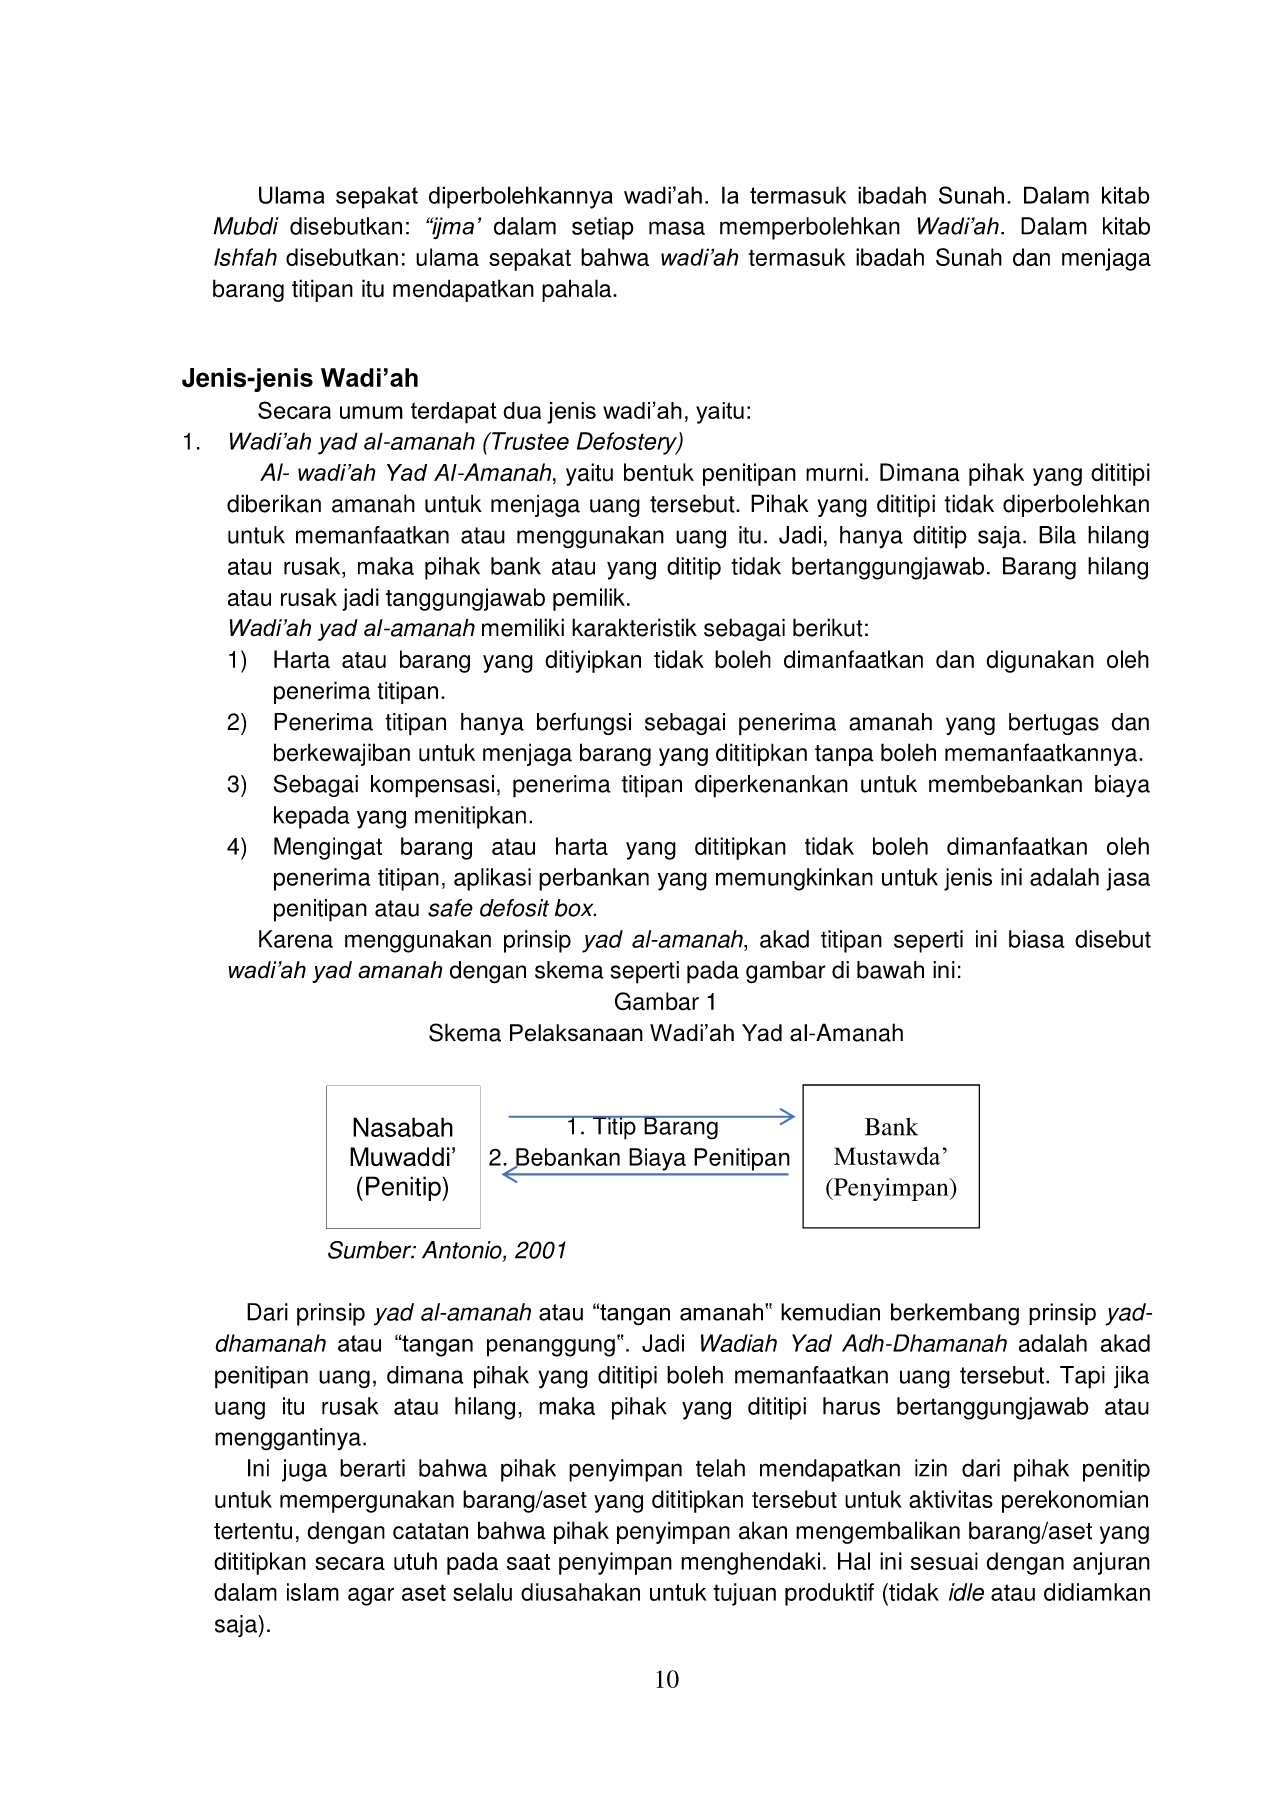 Ulama sepakat diperbolehkannya wadi’ah. Ia termasuk ibadah Sunah. Dalam kitab
Mubdi disebutkan: “ijma’ dalam setiap masa memperbolehkan Wadi’ah. Dalam kitab
Ishfah disebutkan: ulama sepakat bahwa wadi’ah termasuk ibadah Sunah dan menjaga
barang titipan itu mendapatkan pahala.
Jenis-jenis Wadi’ah
Secara umum terdapat dua jenis wadi’ah, yaitu:
1. Wadi’ah yad al-amanah (Trustee Defostery)
Al- wadi’ah Yad Al-Amanah, yaitu bentuk penitipan murni. Dimana pihak yang dititipi
diberikan amanah untuk menjaga uang tersebut. Pihak yang dititipi tidak diperbolehkan
untuk memanfaatkan atau menggunakan uang itu. Jadi, hanya dititip saja. Bila hilang
atau rusak, maka pihak bank atau yang dititip tidak bertanggungjawab. Barang hilang
atau rusak jadi tanggungjawab pemilik.
Wadi’ah yad al-amanah memiliki karakteristik sebagai berikut:
1) Harta atau barang yang ditiyipkan tidak boleh dimanfaatkan dan digunakan oleh
penerima titipan.
2) Penerima titipan hanya berfungsi sebagai penerima amanah yang bertugas dan
berkewajiban untuk menjaga barang yang dititipkan tanpa boleh memanfaatkannya.
3) Sebagai kompensasi, penerima titipan diperkenankan untuk membebankan biaya
kepada yang menitipkan.
4) Mengingat barang atau harta yang dititipkan tidak boleh dimanfaatkan oleh
penerima titipan, aplikasi perbankan yang memungkinkan untuk jenis ini adalah jasa
penitipan atau safe defosit box.
Karena menggunakan prinsip yad al-amanah, akad titipan seperti ini biasa disebut
wadi’ah yad amanah dengan skema seperti pada gambar di bawah ini:
Gambar 1
Skema Pelaksanaan Wadi’ah Yad al-Amanah
Nasabah
Muwaddi’
(Penitip)
1. Titip Barang
2. Bebankan Biaya Penitipan
Bank
Mustawda’
(Penyimpan)
Sumber: Antonio, 2001
Dari prinsip yad al-amanah atau “tangan amanah‟ kemudian berkembang prinsip yad-
dhamanah atau “tangan penanggung‟. Jadi Wadiah Yad Adh-Dhamanah adalah akad
penitipan uang, dimana pihak yang dititipi boleh memanfaatkan uang tersebut. Tapi jika
uang itu rusak atau hilang, maka pihak yang dititipi harus bertanggungjawab atau
menggantinya.
Ini juga berarti bahwa pihak penyimpan telah mendapatkan izin dari pihak penitip
untuk mempergunakan barang/aset yang dititipkan tersebut untuk aktivitas perekonomian
tertentu, dengan catatan bahwa pihak penyimpan akan mengembalikan barang/aset yang
dititipkan secara utuh pada saat penyimpan menghendaki. Hal ini sesuai dengan anjuran
dalam islam agar aset selalu diusahakan untuk tujuan produktif (tidak idle atau didiamkan
saja).
10